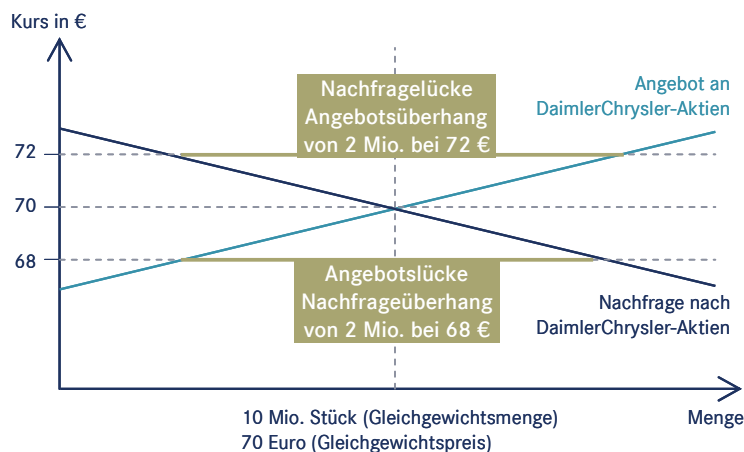 Kurs in €
Nachfragelücke
Angebotsüberhang
von 2 Mio. bei 72 €
Angebot an
DaimlerChrysler-Aktien
72
70
68
Angebotslücke
Nachfrageüberhang
von 2 Mio. bei 68 €
Nachfrage nach
DaimlerChrysler-Aktien
10 Mio. Stück (Gleichgewichtsmenge)
Menge
70 Euro (Gleichgewichtspreis)